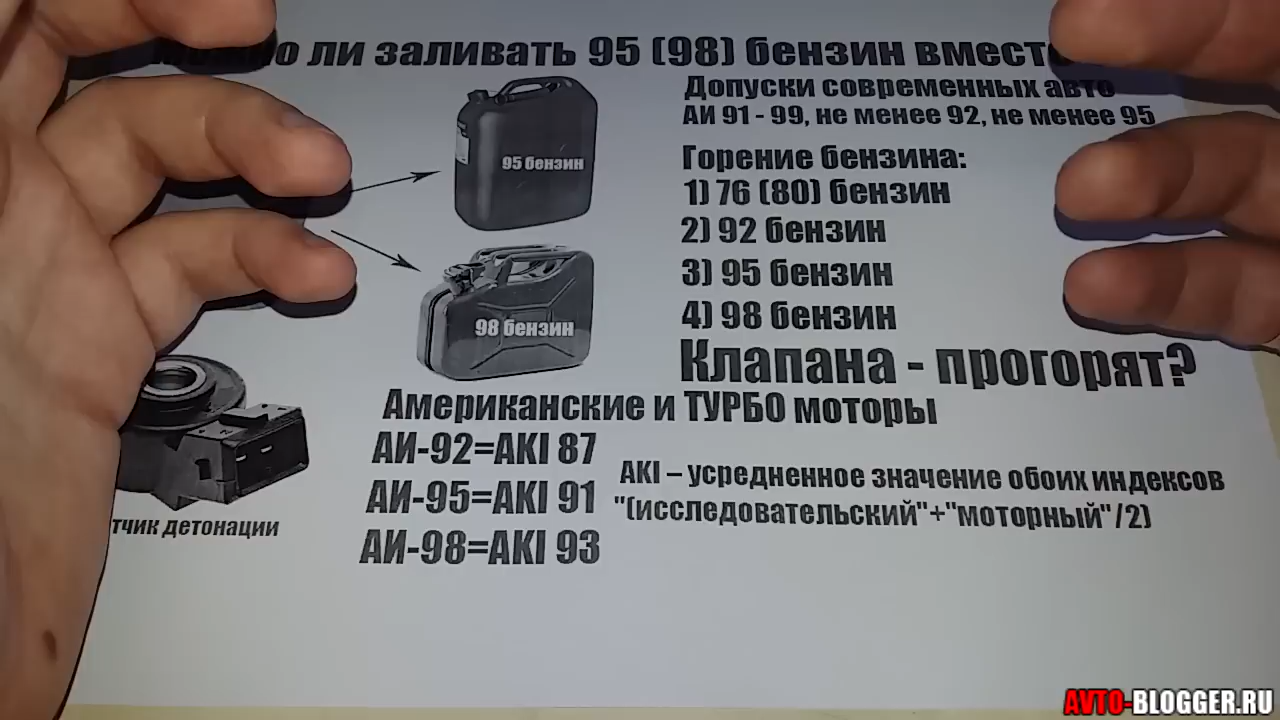 ли заливать 95 (98) бензин вместо
Допуски современных авто
АИ 91 - 99, не менее 92, не менее 95
95 бензин
Горение бензина:
1) 76 (80) бензин
2) 92 бензин
3) 95 бензин
4) 98 бензин
98 бензин
Клапана - прогорят?
Американские и ТУРБО моторы
АИ-92=AKI 87
АИ-95=AKI 91
АИ-98=AKI 93
AKI – усредненное значение обоих индексов
"(исследовательский"+"моторный"/2)
тчик детонации
AVTO-BLOGGER.RU